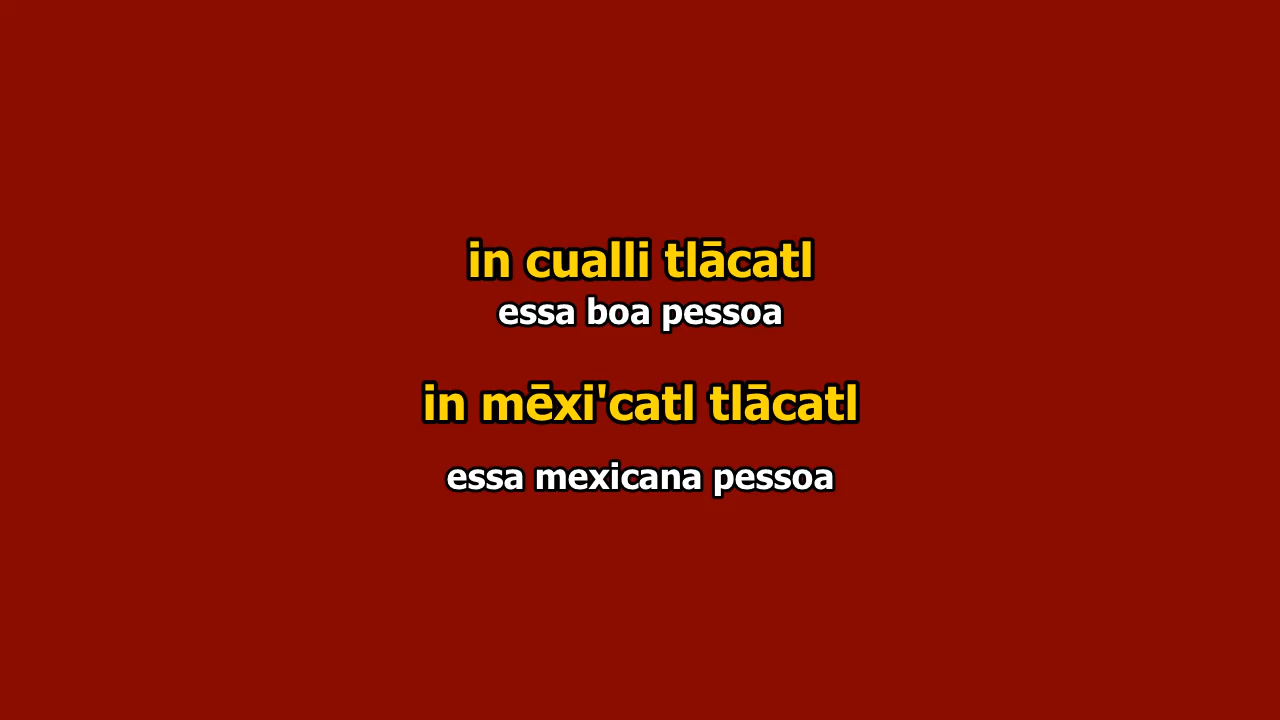 in cualli tlācatl
essa boa pessoa
in mēxi'catl tlācatl
essa mexicana pessoa